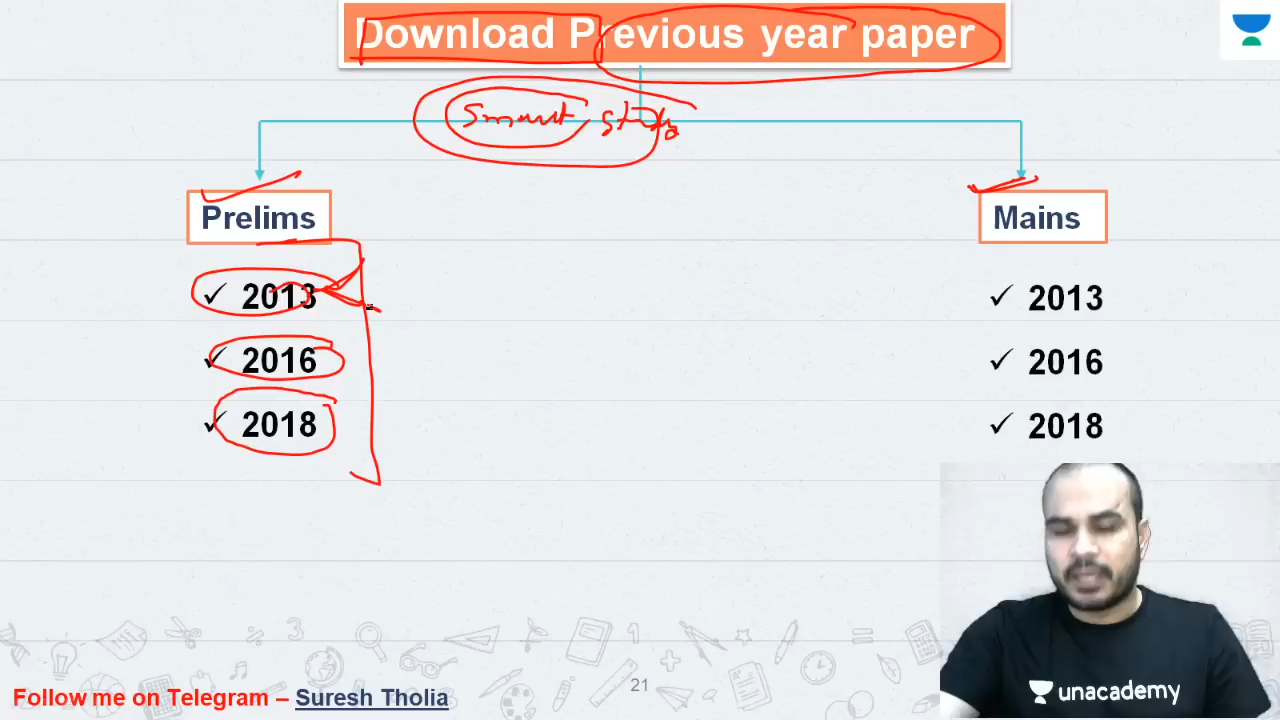 Download Previous year paper
Smart study
Prelims
Mains
✓ 2013
✓ 2016
✓ 2018
✓ 2013
✓ 2016
✓ 2018
unacademy
21
Follow me on Telegram – Suresh Tholia